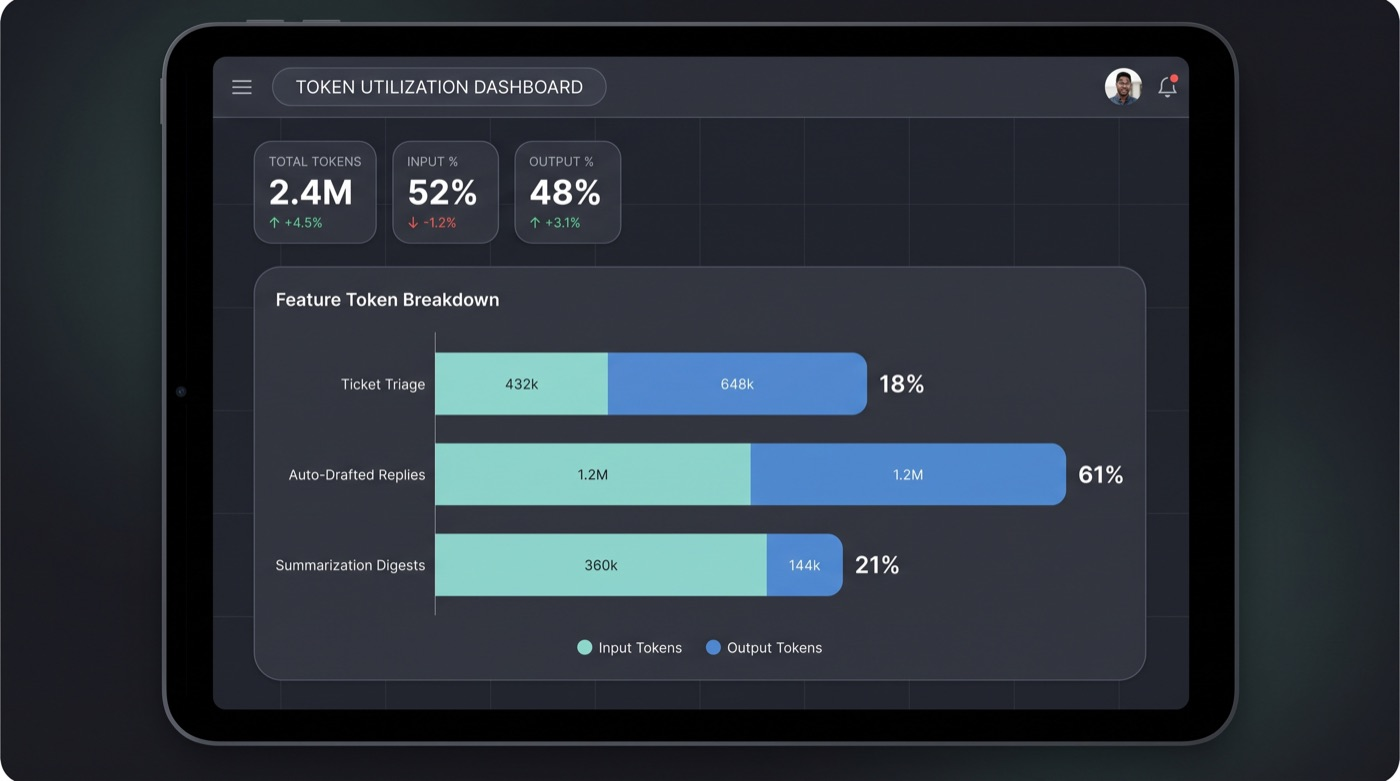 TOKEN UTILIZATION DASHBOARD
TOTAL TOKENS
2.4M
↑ +4.5%
INPUT %
52%
↓ -1.2%
OUTPUT %
48%
↑ +3.1%
Feature Token Breakdown
Ticket Triage 432k 648k 18%
Auto-Drafted Replies 1.2M 1.2M 61%
Summarization Digests 360k 144k 21%
Input Tokens Output Tokens